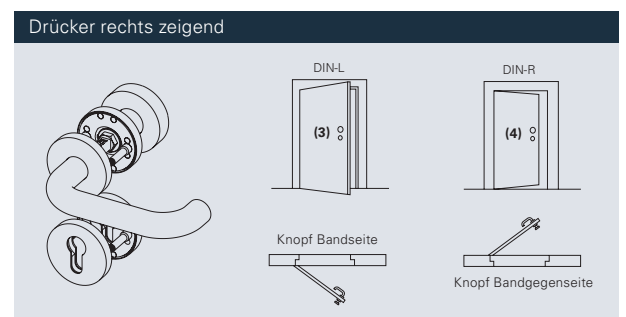 Drücker rechts zeigend
DIN-L
DIN-R
(3)
(4)
Knopf Bandseite
Knopf Bandgegenseite